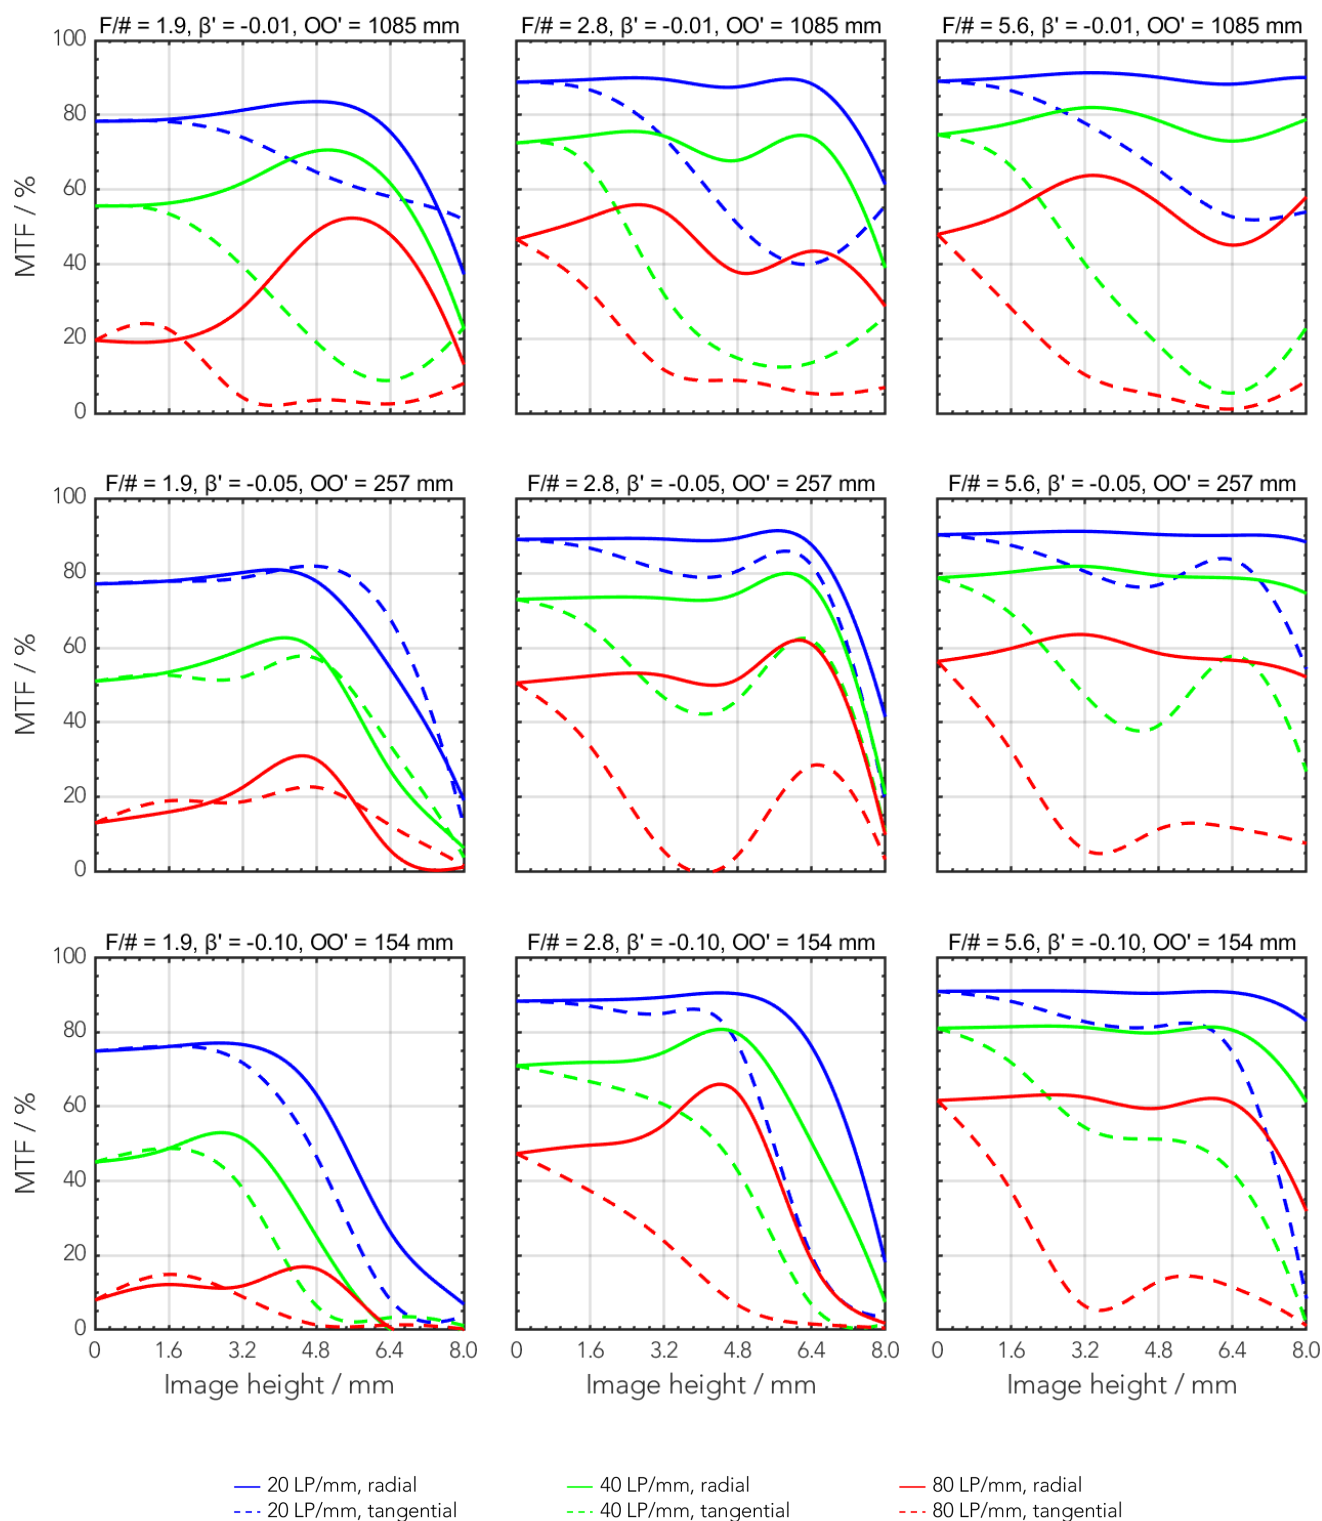 F/# = 1.9, β' = -0.01, OO' = 1085 mm
F/# = 2.8, β' = -0.01, OO' = 1085 mm
F/# = 5.6, β' = -0.01, OO' = 1085 mm
100
80
60
40
20
0
MTF / %
F/# = 1.9, β' = -0.05, OO' = 257 mm
F/# = 2.8, β' = -0.05, OO' = 257 mm
F/# = 5.6, β' = -0.05, OO' = 257 mm
100
80
60
40
20
0
MTF / %
F/# = 1.9, β' = -0.10, OO' = 154 mm
F/# = 2.8, β' = -0.10, OO' = 154 mm
F/# = 5.6, β' = -0.10, OO' = 154 mm
100
80
60
40
20
0
MTF / %
0 1.6 3.2 4.8 6.4 8.0
0 1.6 3.2 4.8 6.4 8.0
0 1.6 3.2 4.8 6.4 8.0
Image height / mm
Image height / mm
Image height / mm
20 LP/mm, radial
20 LP/mm, tangential
40 LP/mm, radial
40 LP/mm, tangential
80 LP/mm, radial
80 LP/mm, tangential